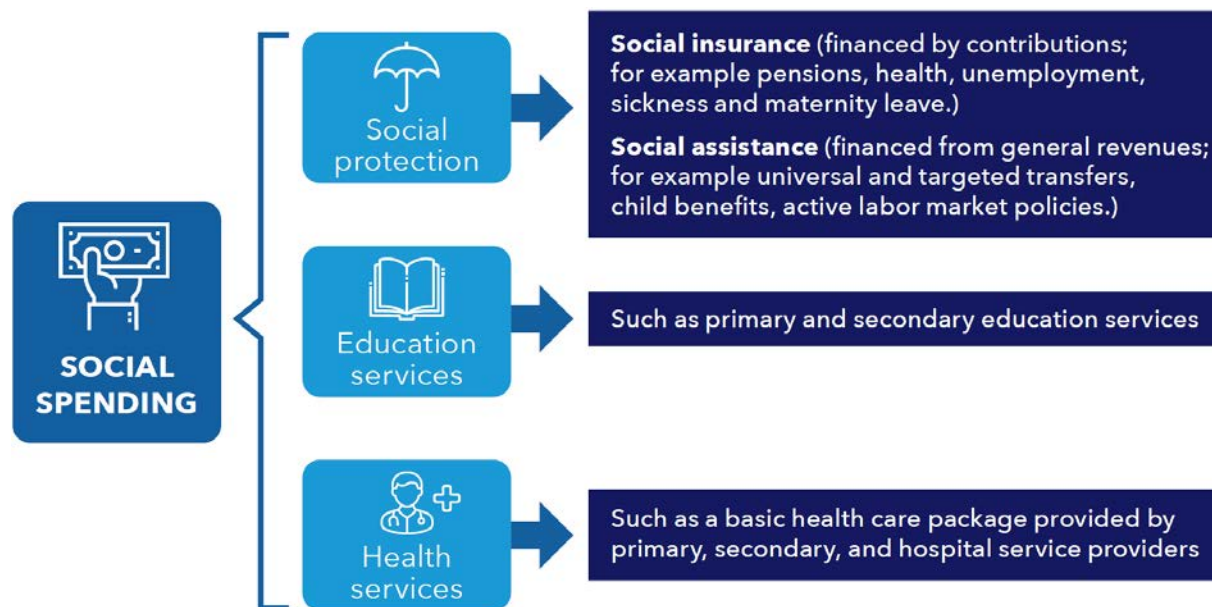 SOCIAL
SPENDING
Social
protection
Social insurance (financed by contributions;
for example pensions, health, unemployment,
sickness and maternity leave.)
Social assistance (financed from general revenues;
for example universal and targeted transfers,
child benefits, active labor market policies.)
Education
services
Such as primary and secondary education services
Health
services
Such as a basic health care package provided by
primary, secondary, and hospital service providers